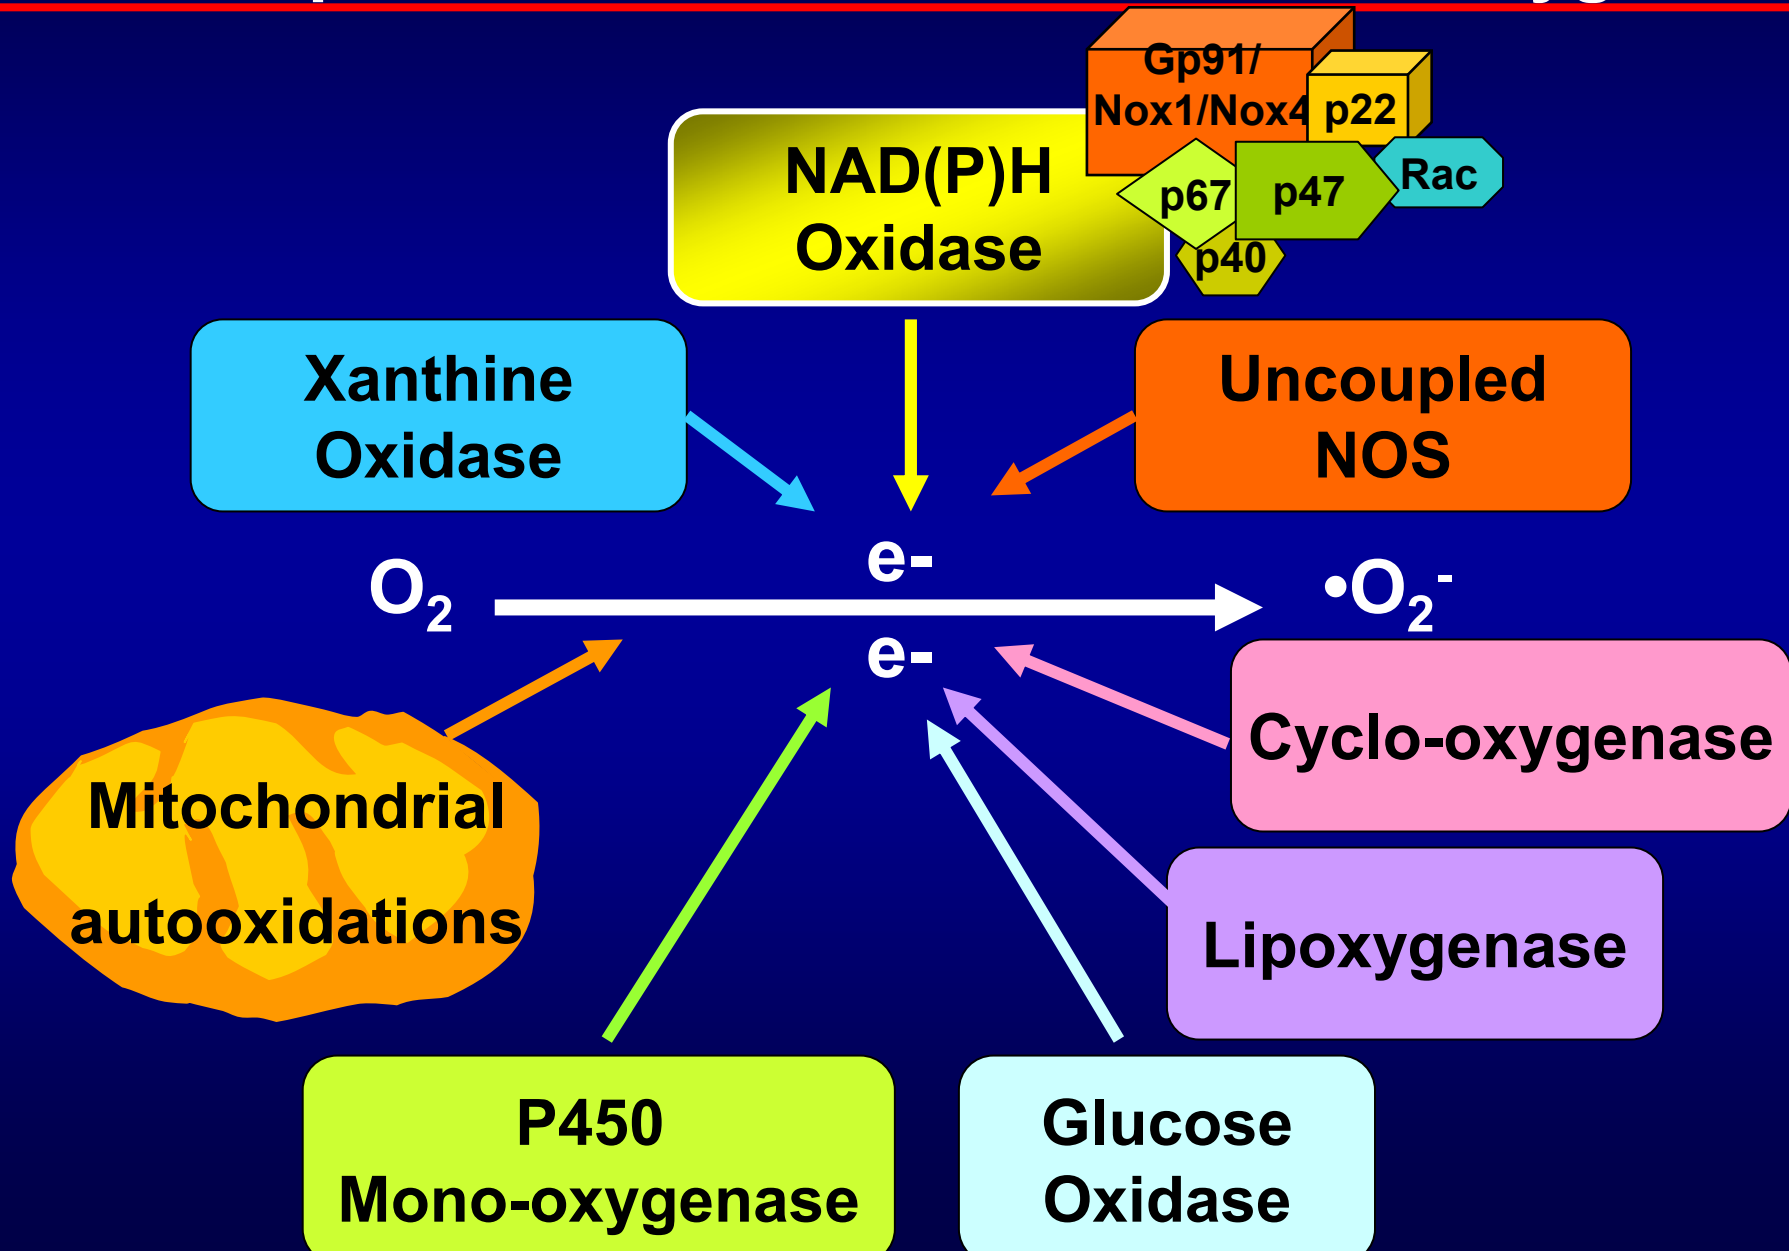 Gp91/
Nox1/Nox4
p22
NAD(P)H
Oxidase
p67
p47
Rac
p40
Xanthine
Oxidase
Uncoupled
NOS
e-
O₂
•O₂⁻
e-
Cyclo-oxygenase
Mitochondrial
autooxidations
Lipoxygenase
P450
Mono-oxygenase
Glucose
Oxidase